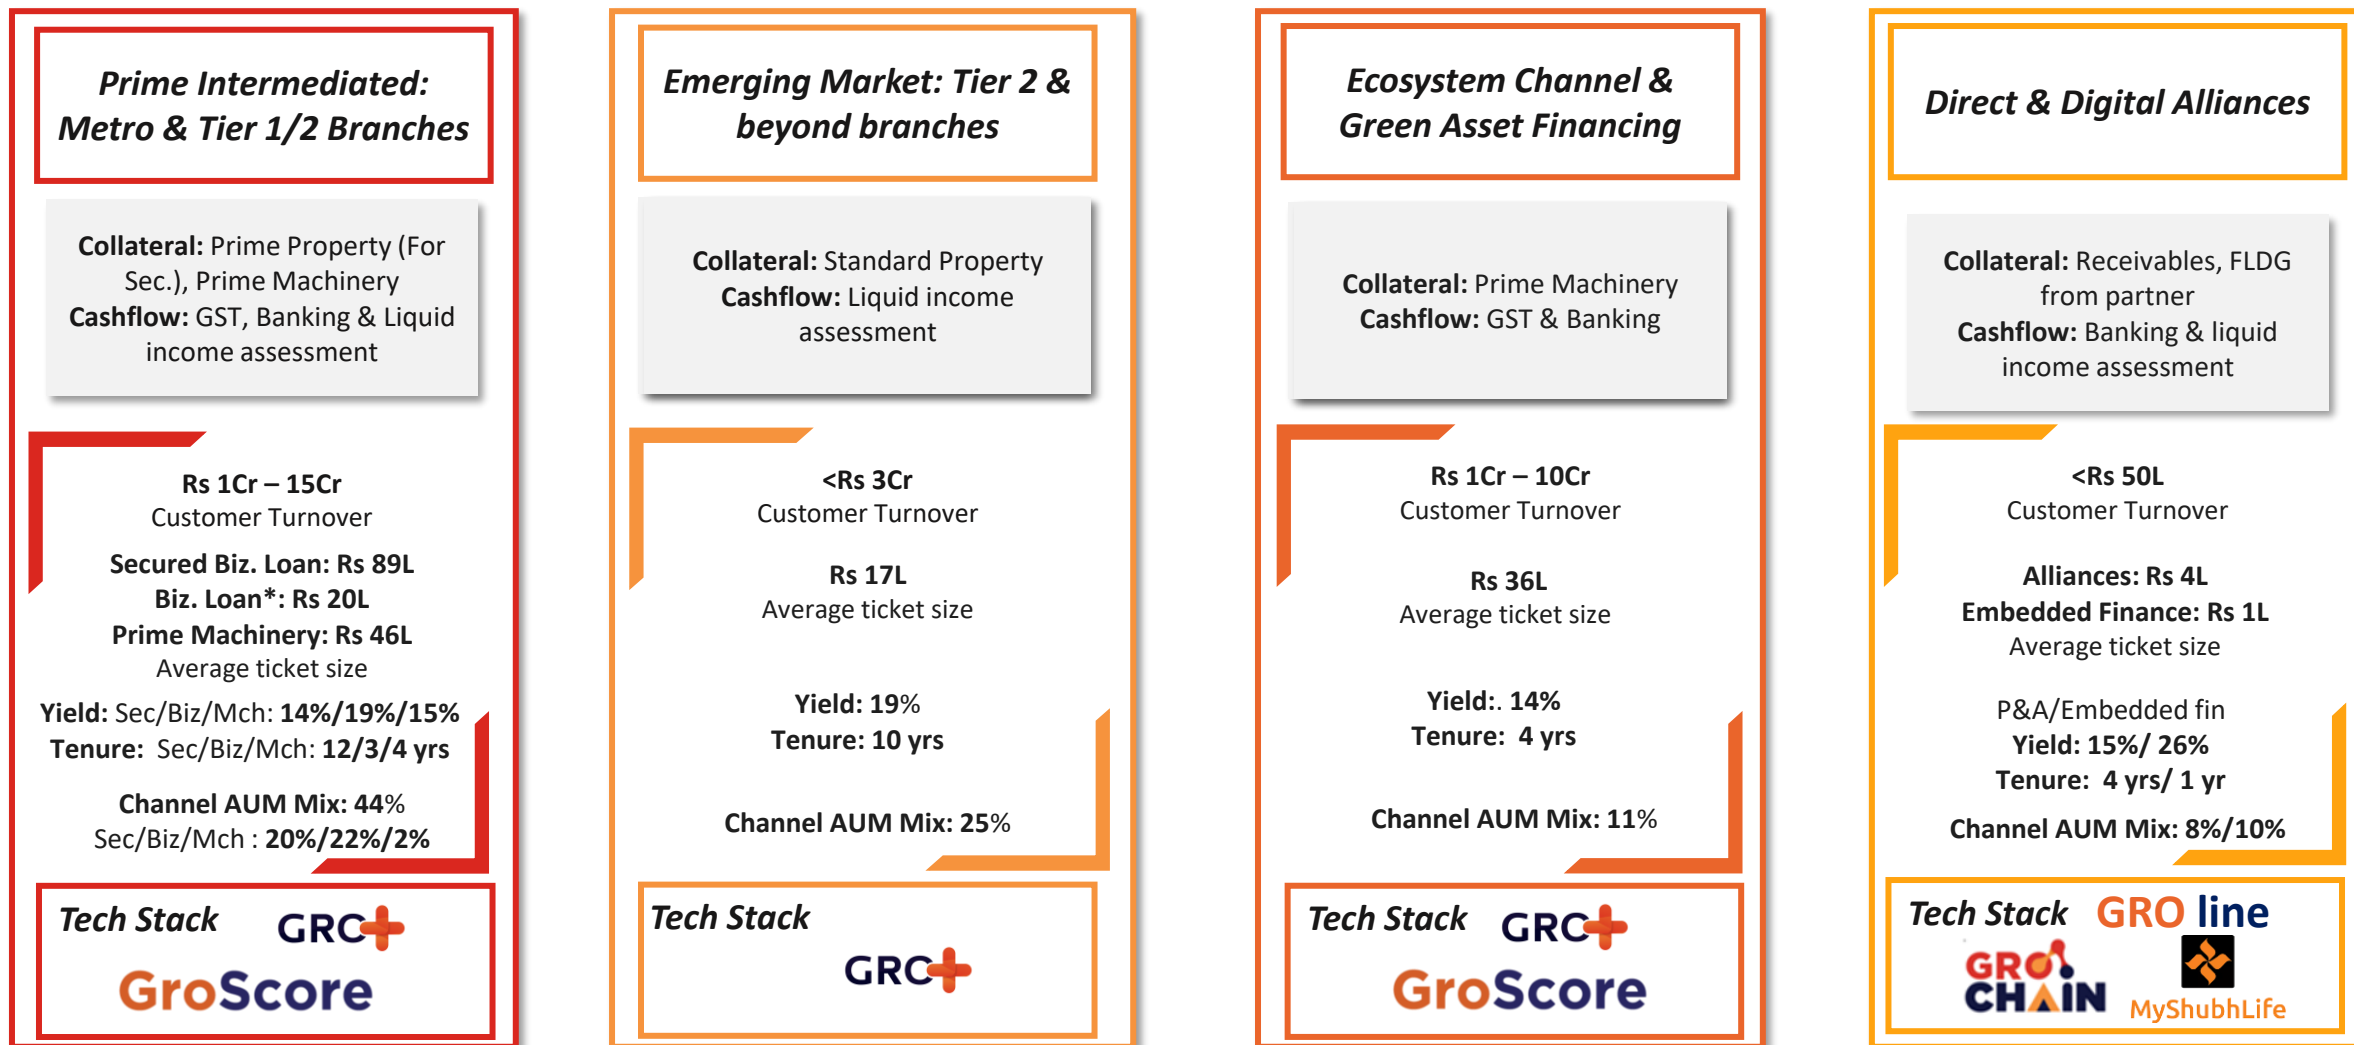 Prime Intermediated:
Metro & Tier 1/2 Branches
Collateral: Prime Property (For
Sec.), Prime Machinery
Cashflow: GST, Banking & Liquid
income assessment
Rs 1Cr – 15Cr
Customer Turnover
Secured Biz. Loan: Rs 89L
Biz. Loan*: Rs 20L
Prime Machinery: Rs 46L
Average ticket size
Yield: Sec/Biz/Mch: 14%/19%/15%
Tenure: Sec/Biz/Mch: 12/3/4 yrs
Channel AUM Mix: 44%
Sec/Biz/Mch : 20%/22%/2%
Tech Stack
GRO+
GroScore
Emerging Market: Tier 2 &
beyond branches
Collateral: Standard Property
Cashflow: Liquid income
assessment
<Rs 3Cr
Customer Turnover
Rs 17L
Average ticket size
Yield: 19%
Tenure: 10 yrs
Channel AUM Mix: 25%
Tech Stack
GRO+
Ecosystem Channel &
Green Asset Financing
Collateral: Prime Machinery
Cashflow: GST & Banking
Rs 1Cr – 10Cr
Customer Turnover
Rs 36L
Average ticket size
Yield:. 14%
Tenure: 4 yrs
Channel AUM Mix: 11%
Tech Stack
GRO+
GroScore
Direct & Digital Alliances
Collateral: Receivables, FLDG
from partner
Cashflow: Banking & liquid
income assessment
<Rs 50L
Customer Turnover
Alliances: Rs 4L
Embedded Finance: Rs 1L
Average ticket size
P&A/Embedded fin
Yield: 15%/ 26%
Tenure: 4 yrs/ 1 yr
Channel AUM Mix: 8%/10%
Tech Stack
GRO line
GRO
CHAIN
MyShubhLife